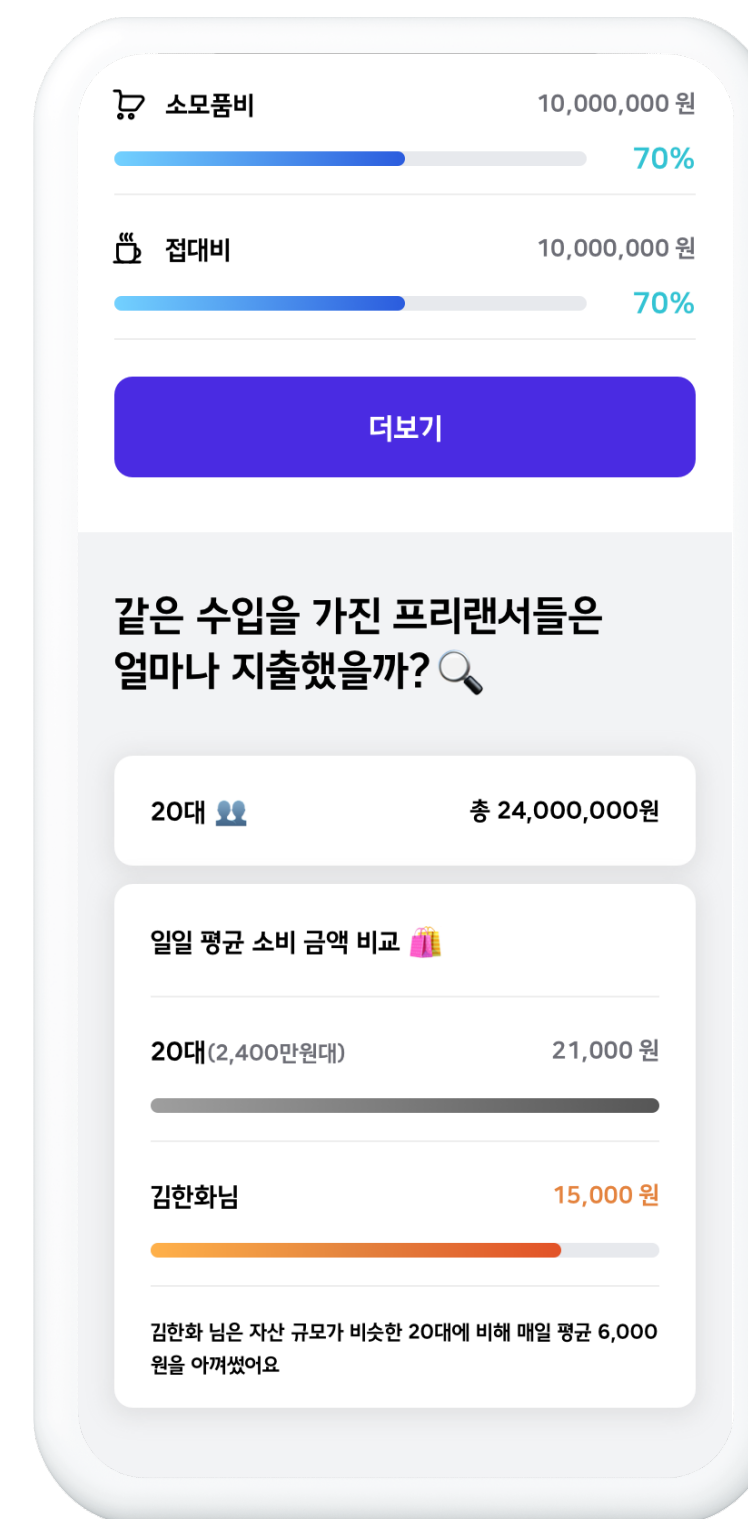 소모품비 10,000,000 원
70%
접대비 10,000,000 원
70%
더보기
같은 수입을 가진 프리랜서들은
얼마나 지출했을까?
20대 총 24,000,000원
일일 평균 소비 금액 비교
20대(2,400만원대) 21,000 원
김한화님 15,000 원
김한화 님은 자산 규모가 비슷한 20대에 비해 매일 평균 6,000
원을 아껴썼어요